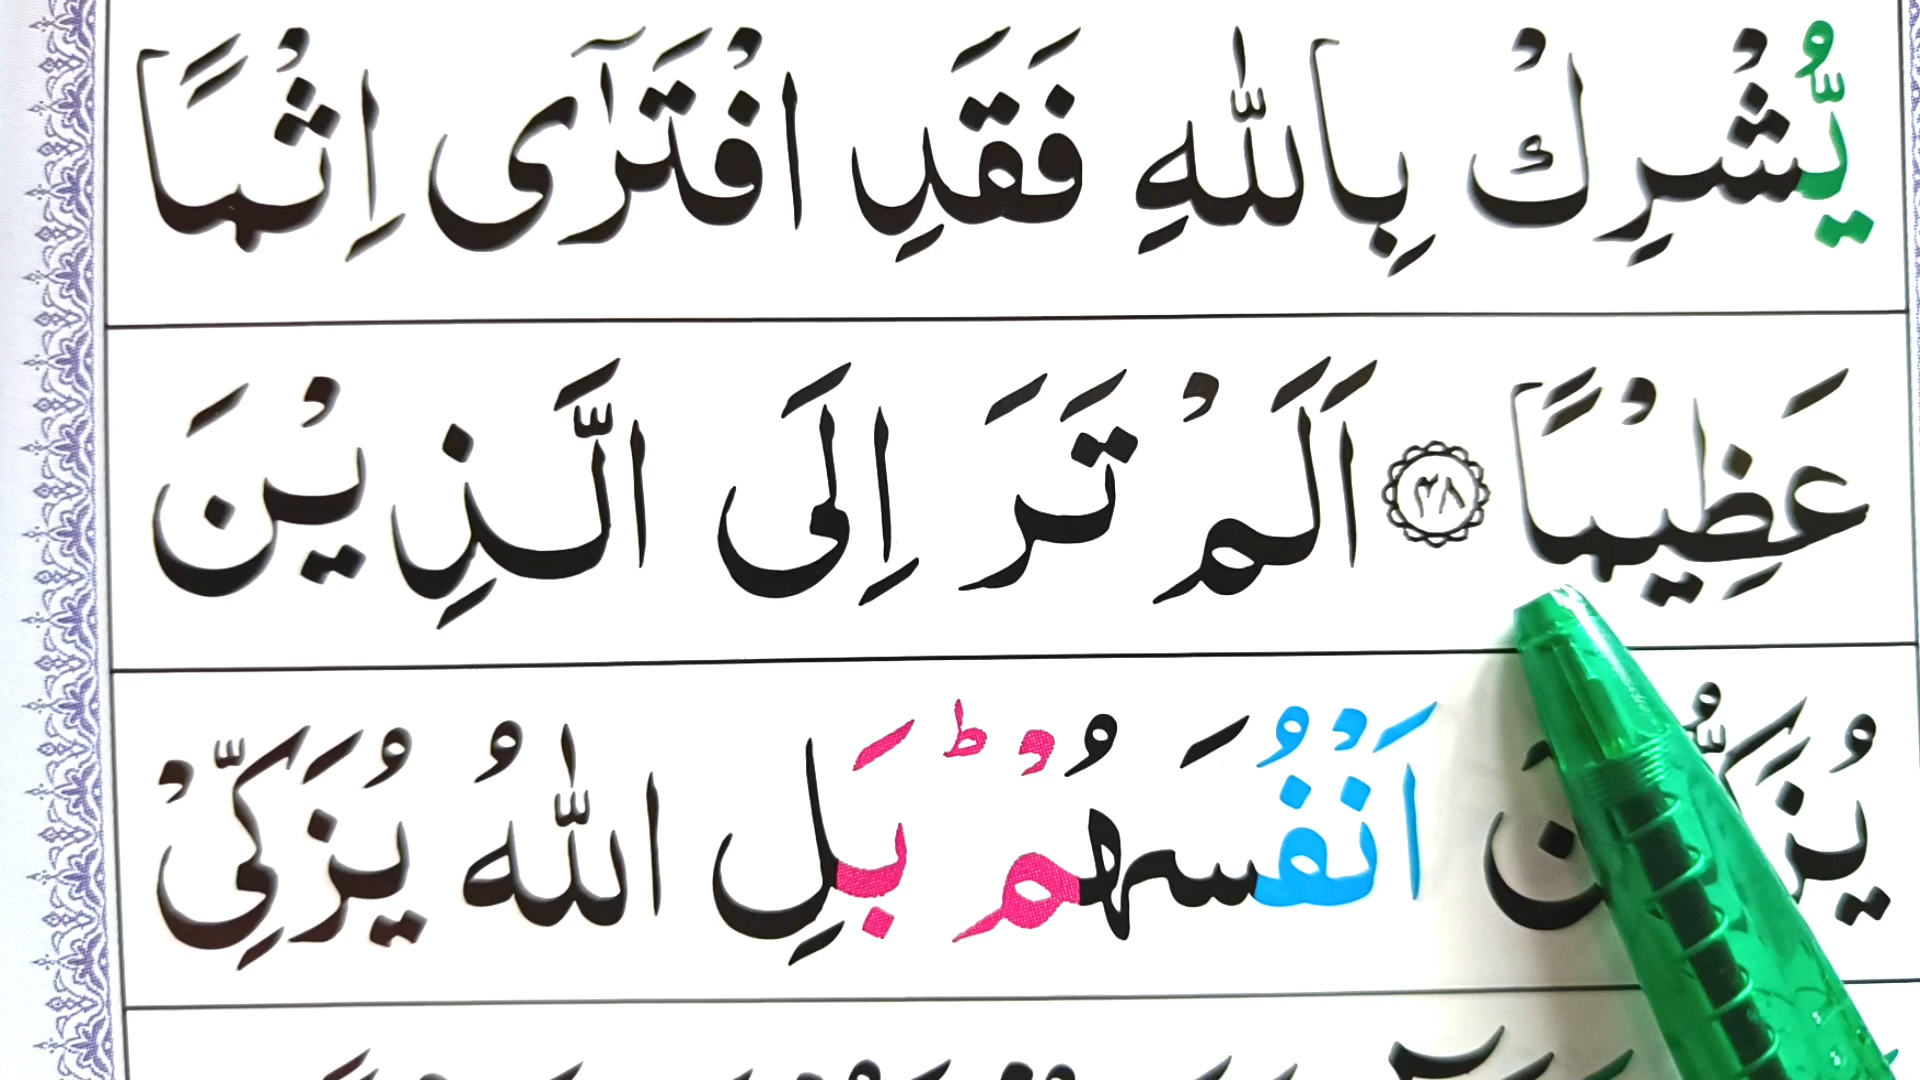 يُّشْرِكْ بِاللّٰهِ فَقَدِ افْتَرٰٓى اِثْمًا
عَظِيْمًا ۝۴۸ اَلَمْ تَرَ اِلَى الَّذِيْنَ
اَنْفُسَهُمْ ؕ بَلِ اللّٰهُ يُزَكِّيْ